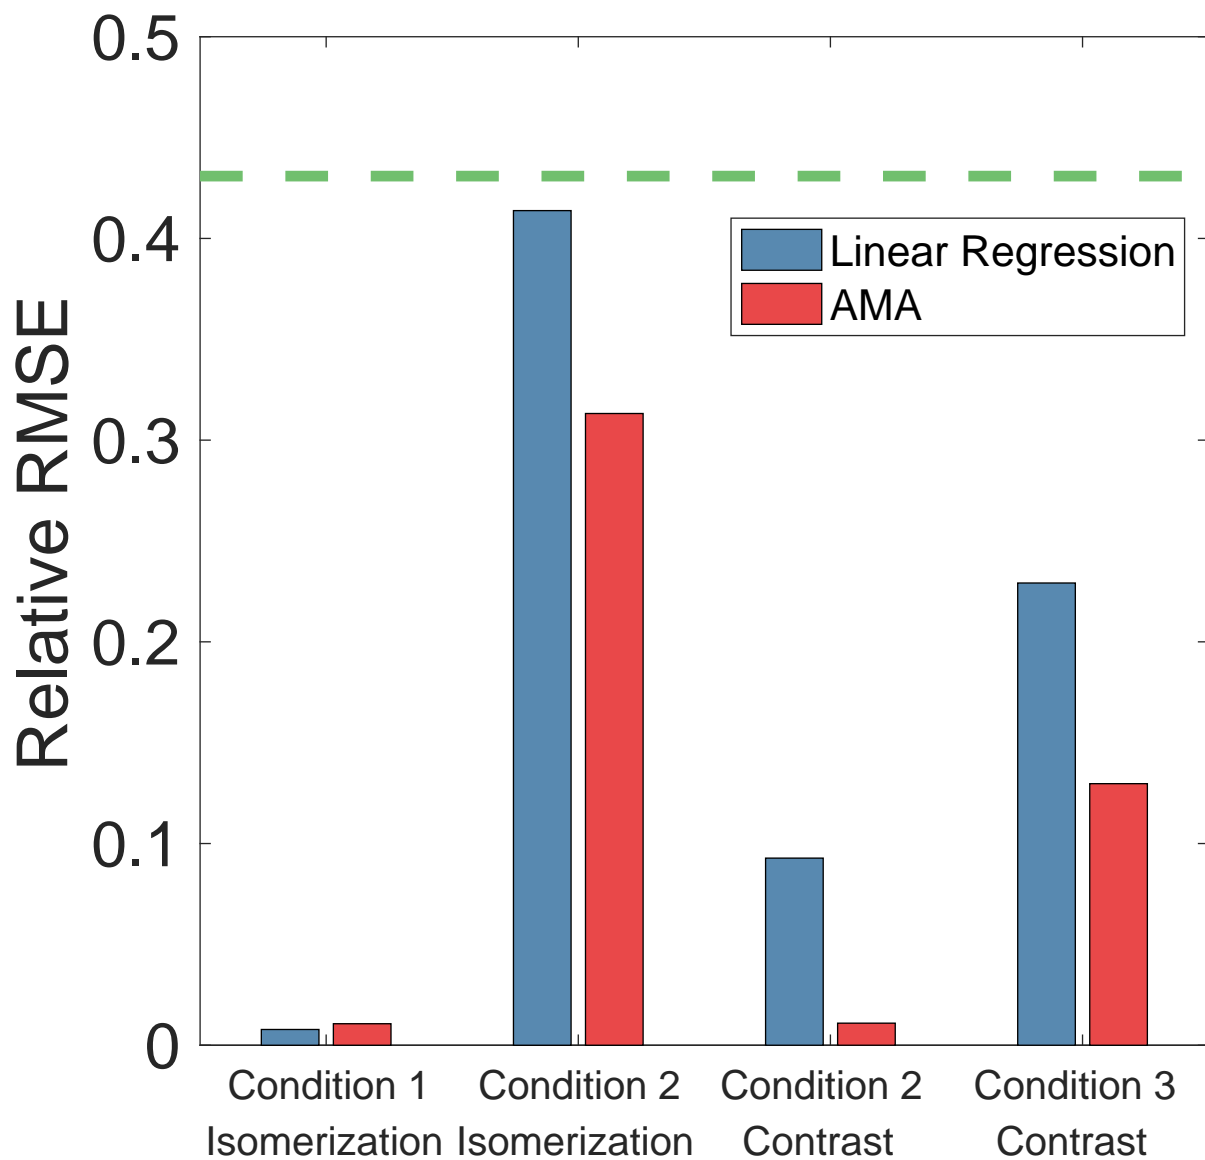 0.5
0.4
0.3
0.2
0.1
0
Relative RMSE
Linear Regression
AMA
Condition 1
Isomerization
Condition 2
Isomerization
Condition 2
Contrast
Condition 3
Contrast